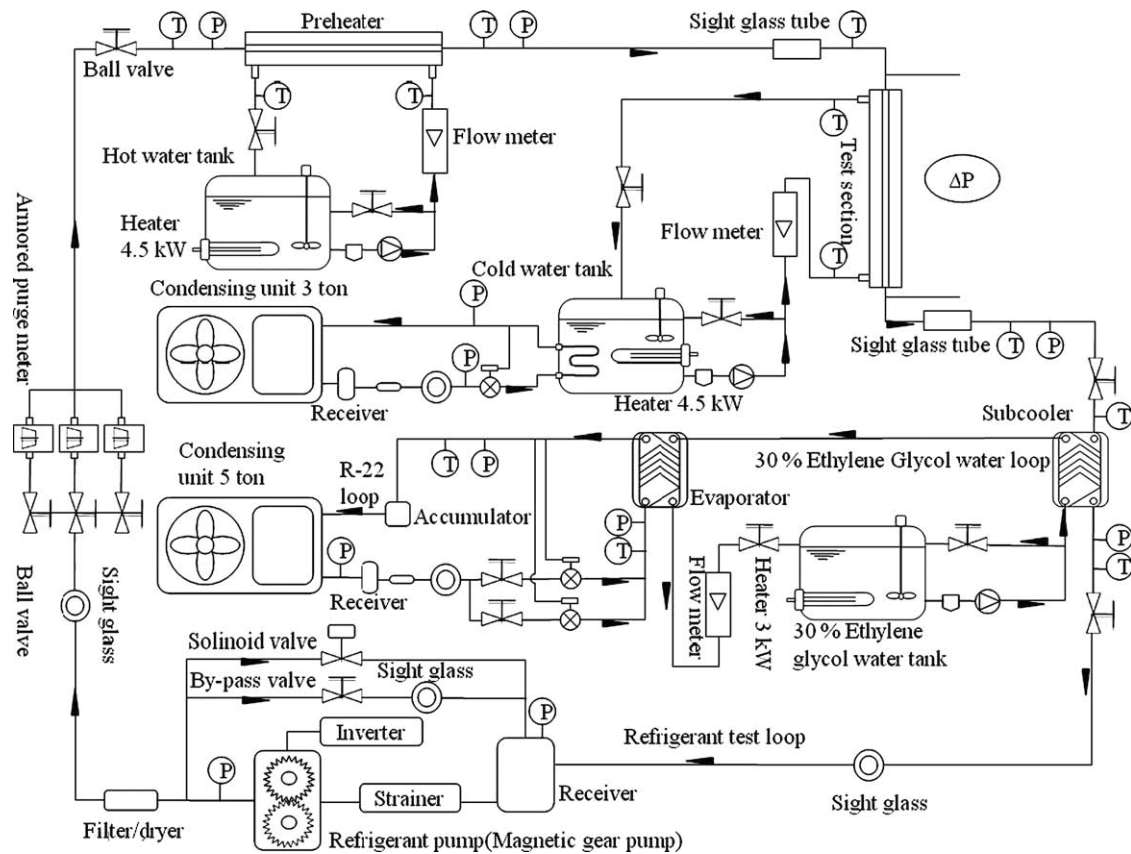 T
P
Preheater
T
P
Sight glass tube
T
Ball valve
T
T
Flow meter
Hot water tank
Heater
4.5 kW
T
Test section
ΔP
Flow meter
T
Armored purge meter
Cold water tank
Condensing unit 3 ton
P
P
Receiver
Heater 4.5 kW
Sight glass tube
T
P
Subcooler
T
Condensing
unit 5 ton
R-22
loop
T
P
30 % Ethylene Glycol water loop
Evaporator
Accumulator
P
P
T
P
T
Receiver
Flow meter
Heater 3 kW
30 % Ethylene
glycol water tank
Ball valve
Sight glass
Solinoid valve
By-pass valve
Sight glass
Inverter
P
P
Refrigerant test loop
Strainer
Receiver
Sight glass
Filter/dryer
Refrigerant pump(Magnetic gear pump)